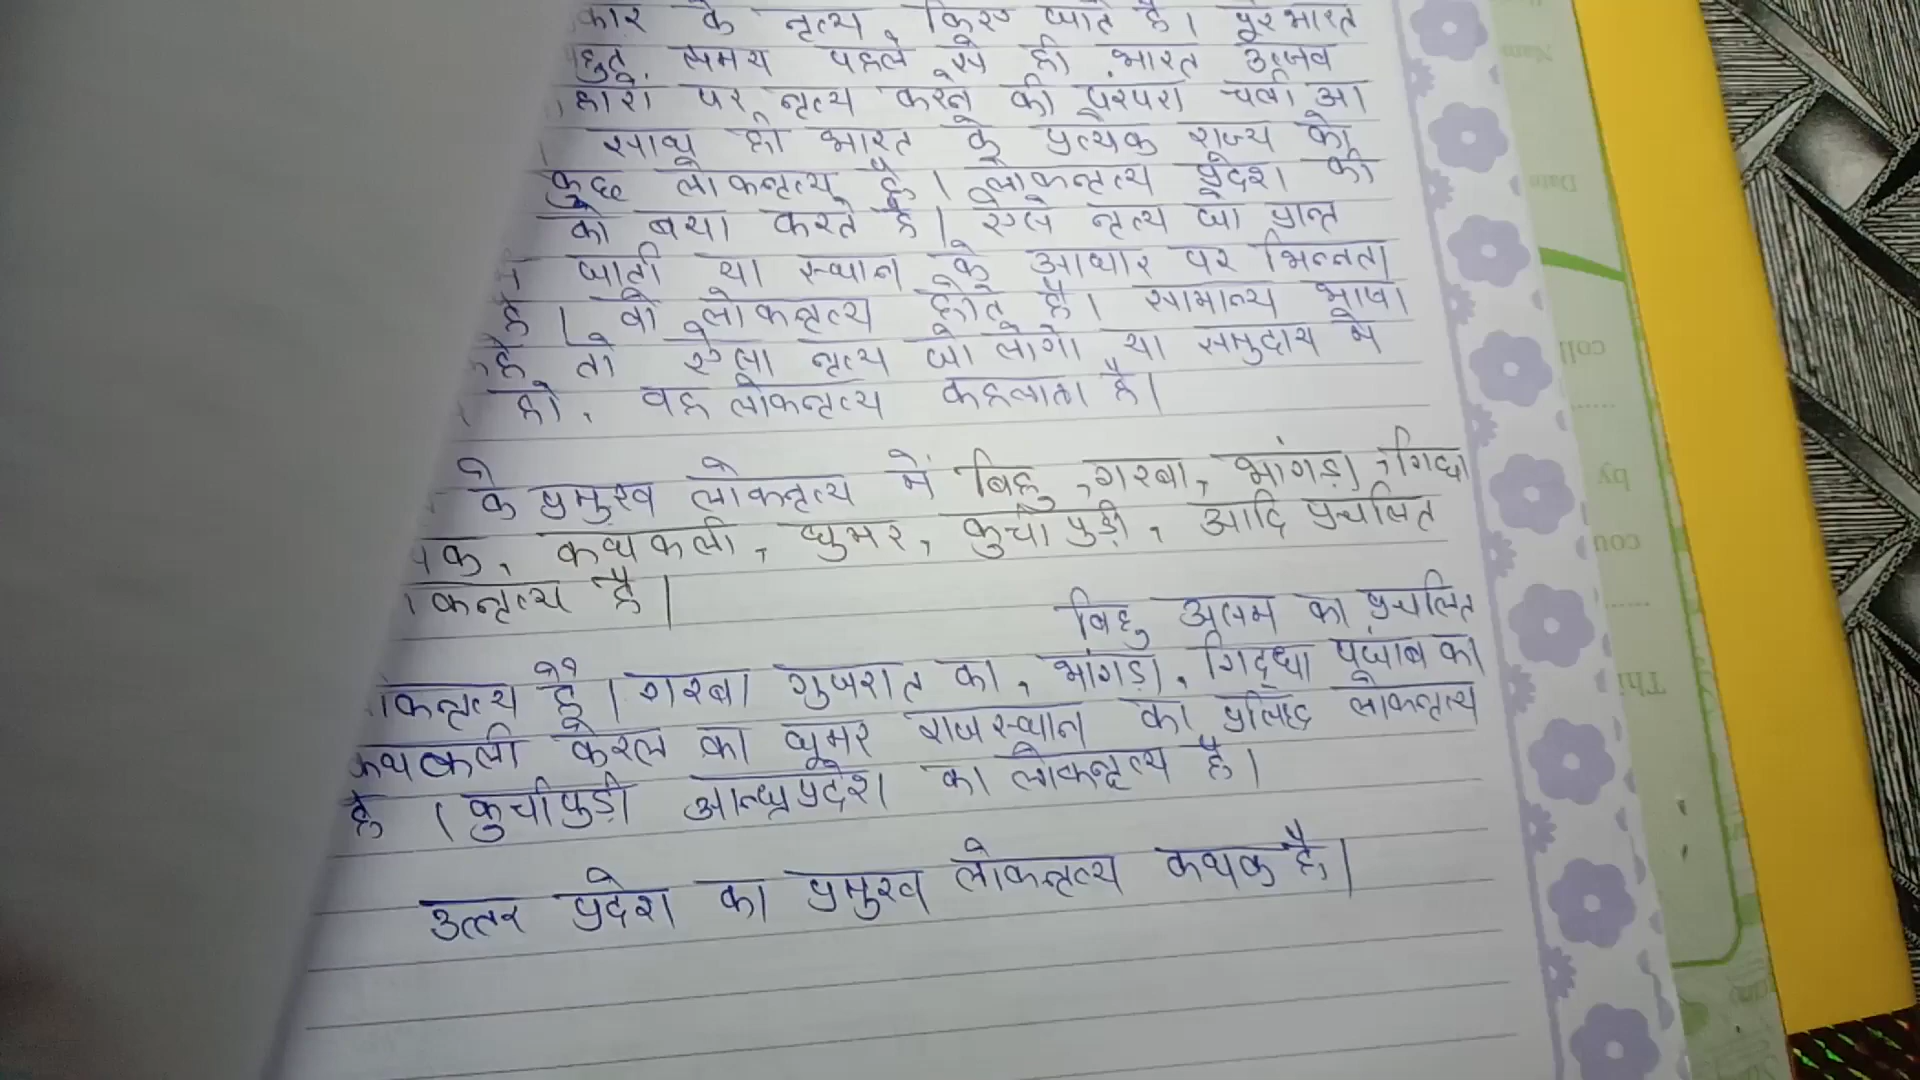 कार के नृत्य किए जाते है। पूरे भारत
समय पहले से ही भारत उत्सव
पर नृत्य करने की परंपरा चली आ
साथ ही भारत के प्रत्येक राज्य को
कुछ लोकनृत्य है। लोकनृत्य प्रदेश की
को बया करते है। ऐसे नृत्य जो प्रान्त
जाती या स्थान के आधार पर भिन्नता
है। वो लोकनृत्य होते है। सामान्य भाषा
तो ऐसा नृत्य जो लोगो या समुदाय मे
हो, वह लोकनृत्य कहलाता है।
के प्रमुख लोकनृत्य में बिहु, गरबा, भांगड़ा, गिद्धा
क, कथकली, घुमर, कुचीपुड़ी, आदि प्रचलित
कनृत्य है।
बिहु असम का प्रचलित
कनृत्य है। गरबा गुजरात का, भांगड़ा, गिद्धा पंजाब का
कथकली केरल का घूमर राजस्थान का प्रसिद्ध लोकनृत्य
है। कुचीपुड़ी आन्ध्रप्रदेश का लोकनृत्य है।
उत्तर प्रदेश का प्रमुख लोकनृत्य कथक है।